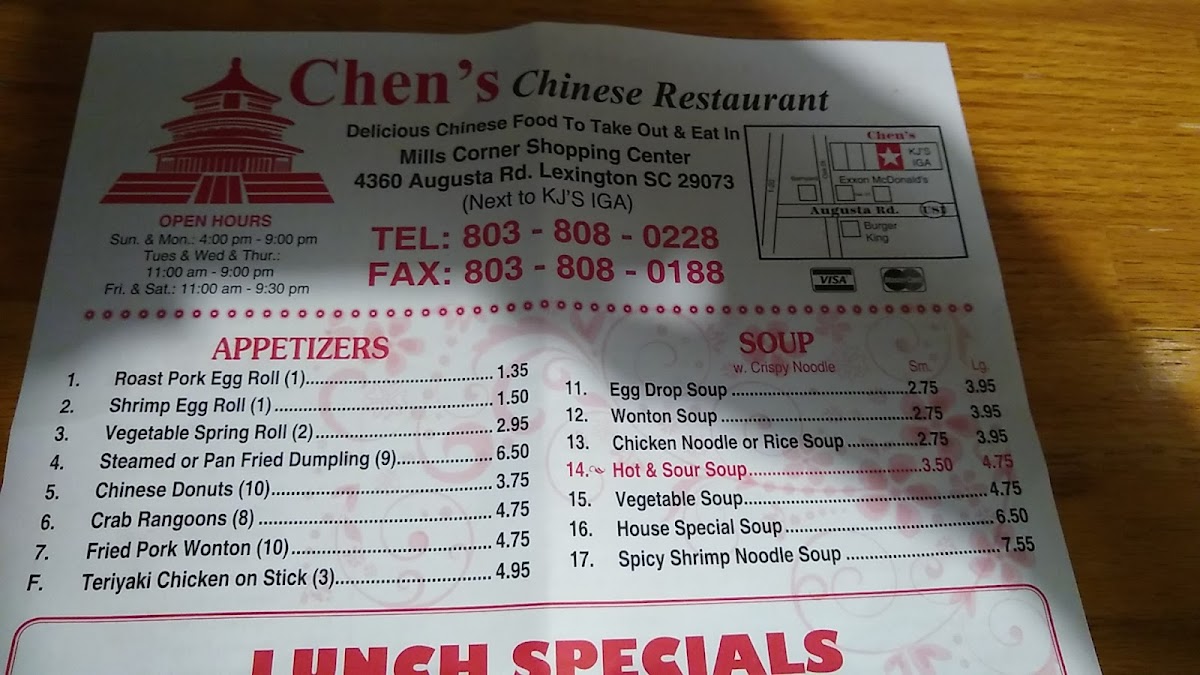 Chen's Chinese Restaurant
Delicious Chinese Food To Take Out & Eat In
Mills Corner Shopping Center
4360 Augusta Rd. Lexington SC 29073
(Next to KJ'S IGA)
TEL: 803 - 808 - 0228
FAX: 803 - 808 - 0188
OPEN HOURS
Sun. & Mon.: 4:00 pm - 9:00 pm
Tues & Wed & Thur.:
11:00 am - 9:00 pm
Fri. & Sat.: 11:00 am - 9:30 pm
Chen's
KJ'S
IGA
Exxon McDonald's
Augusta Rd.
US1
Burger
King
VISA
APPETIZERS
1. Roast Pork Egg Roll (1)..................................1.35
2. Shrimp Egg Roll (1)........................................1.50
3. Vegetable Spring Roll (2)................................2.95
4. Steamed or Pan Fried Dumpling (9)..................6.50
5. Chinese Donuts (10)........................................3.75
6. Crab Rangoons (8)..........................................4.75
7. Fried Pork Wonton (10)....................................4.75
F. Teriyaki Chicken on Stick (3)............................4.95
SOUP
w. Crispy Noodle Sm. Lg.
11. Egg Drop Soup ................................2.75 3.95
12. Wonton Soup....................................2.75 3.95
13. Chicken Noodle or Rice Soup .............2.75 3.95
14. Hot & Sour Soup...............................3.50 4.75
15. Vegetable Soup............................................4.75
16. House Special Soup......................................6.50
17. Spicy Shrimp Noodle Soup ...........................7.55
LUNCH SPECIALS